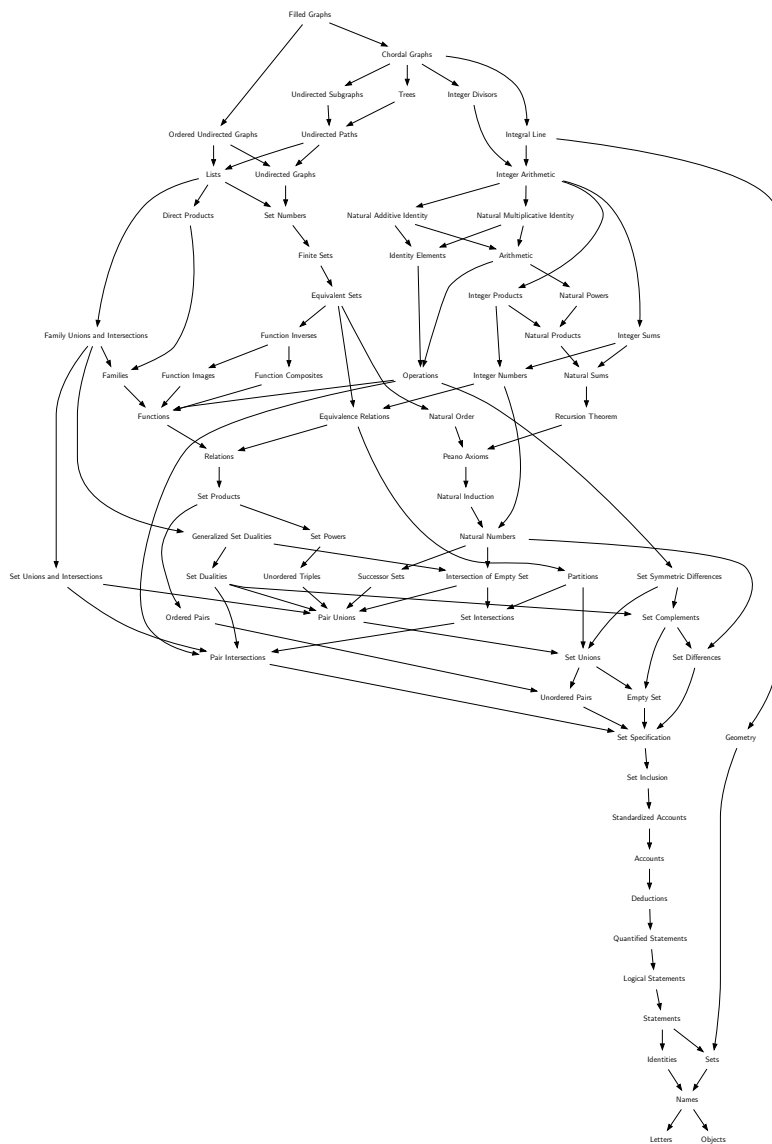 Filled Graphs
Chordal Graphs
Undirected Subgraphs
Trees
Integer Divisors
Ordered Undirected Graphs
Undirected Paths
Integral Line
Lists
Undirected Graphs
Integer Arithmetic
Direct Products
Set Numbers
Natural Additive Identity
Natural Multiplicative Identity
Finite Sets
Identity Elements
Arithmetic
Equivalent Sets
Integer Products
Natural Powers
Family Unions and Intersections
Function Inverses
Natural Products
Integer Sums
Families
Function Images
Function Composites
Operations
Integer Numbers
Natural Sums
Functions
Equivalence Relations
Natural Order
Recursion Theorem
Relations
Peano Axioms
Set Products
Natural Induction
Generalized Set Dualities
Set Powers
Natural Numbers
Set Unions and Intersections
Set Dualities
Unordered Triples
Successor Sets
Intersection of Empty Set
Partitions
Set Symmetric Differences
Ordered Pairs
Pair Unions
Set Intersections
Set Complements
Pair Intersections
Set Unions
Set Differences
Unordered Pairs
Empty Set
Set Specification
Geometry
Set Inclusion
Standardized Accounts
Accounts
Deductions
Quantified Statements
Logical Statements
Statements
Identities
Sets
Names
Letters
Objects